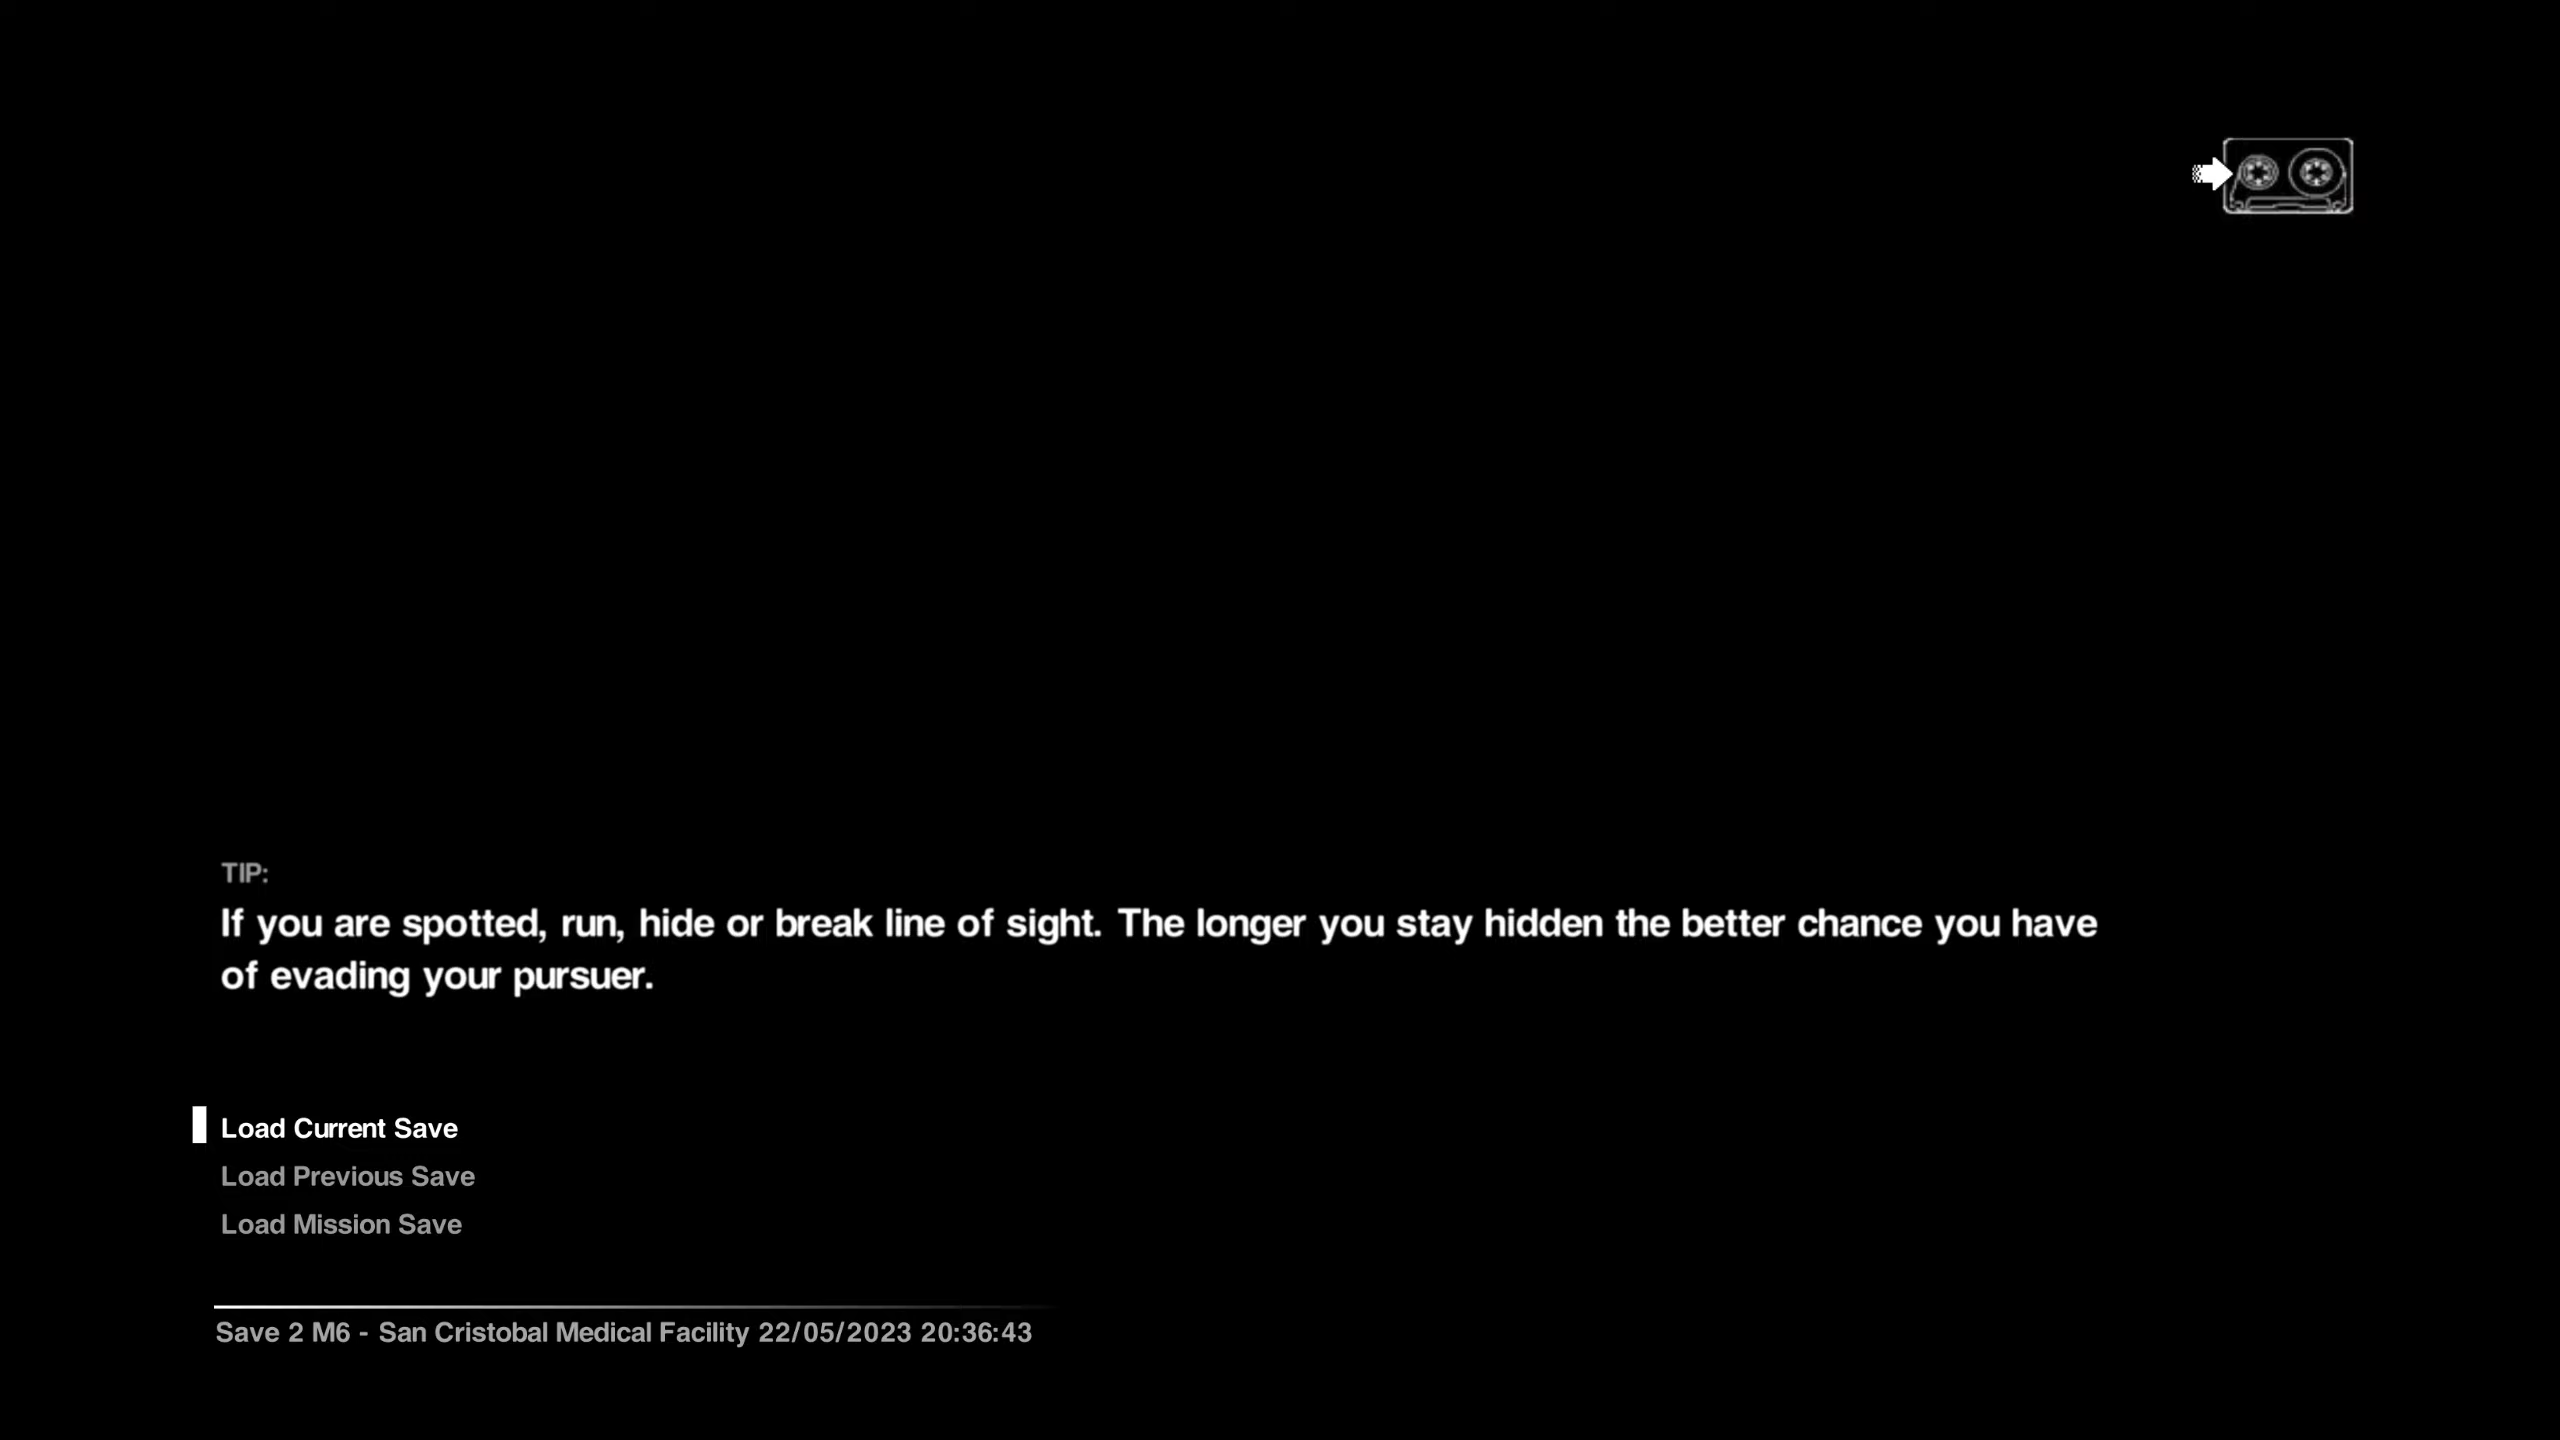 TIP:
If you are spotted, run, hide or break line of sight. The longer you stay hidden the better chance you have
of evading your pursuer.
Load Current Save
Load Previous Save
Load Mission Save
Save 2 M6 - San Cristobal Medical Facility 22/05/2023 20:36:43